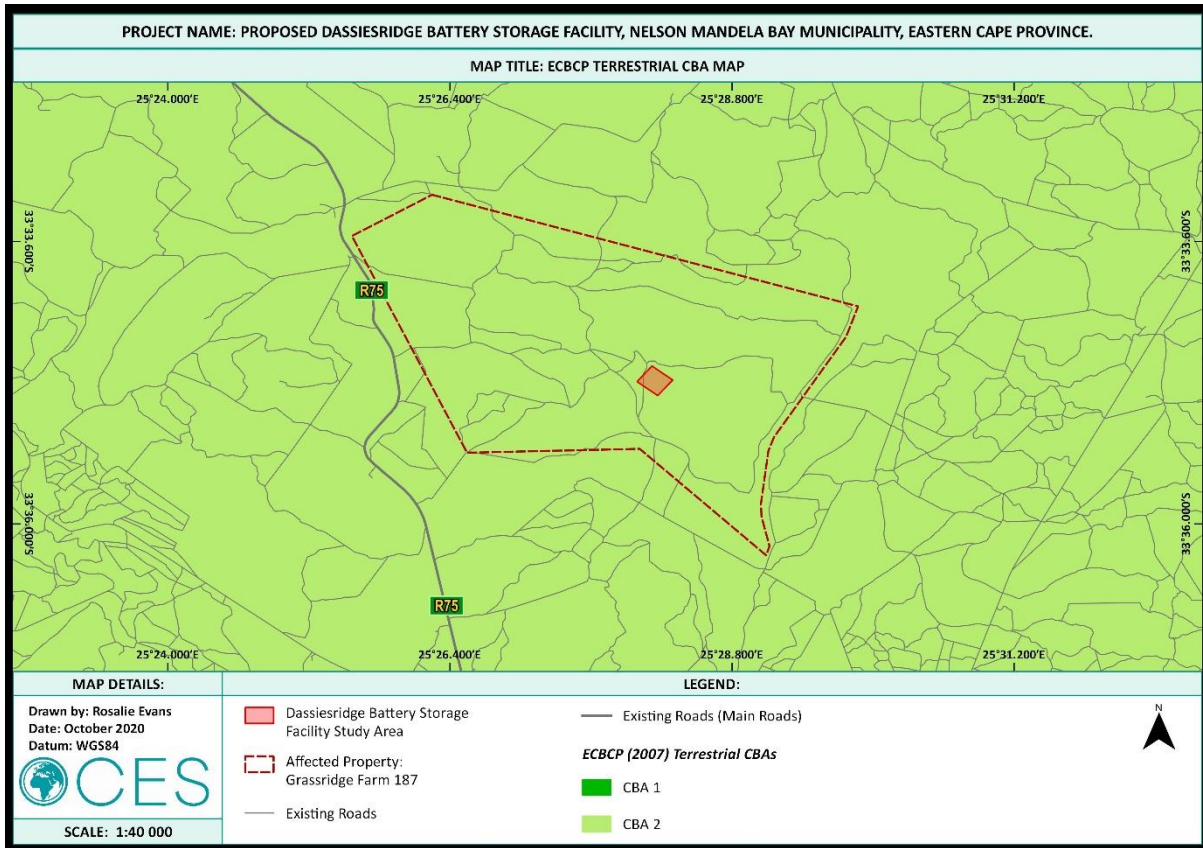 PROJECT NAME: PROPOSED DASSIESRIDGE BATTERY STORAGE FACILITY, NELSON MANDELA BAY MUNICIPALITY, EASTERN CAPE PROVINCE.
MAP TITLE: ECBCP TERRESTRIAL CBA MAP
25°24.000'E
25°26.400'E
25°28.800'E
25°31.200'E
33°33.600'S
33°33.600'S
R75
33°36.000'S
33°36.000'S
R75
25°24.000'E
25°26.400'E
25°28.800'E
25°31.200'E
MAP DETAILS:
Drawn by: Rosalie Evans
Date: October 2020
Datum: WGS84
CES
SCALE: 1:40 000
LEGEND:
Dassiesridge Battery Storage
Facility Study Area
Affected Property:
Grassridge Farm 187
Existing Roads
Existing Roads (Main Roads)
ECBCP (2007) Terrestrial CBAs
CBA 1
CBA 2
N